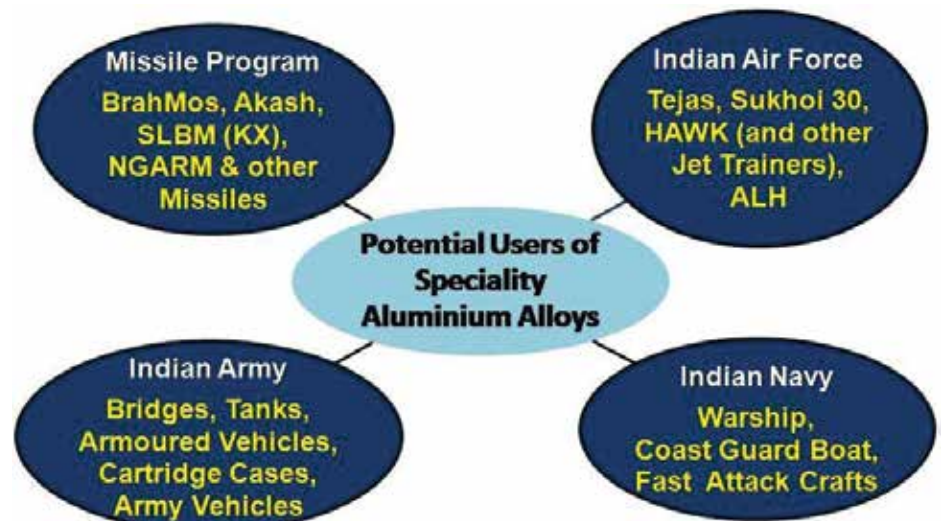 Missile Program
BrahMos, Akash,
SLBM (KX),
NGARM & other
Missiles
Indian Air Force
Tejas, Sukhoi 30,
HAWK (and other
Jet Trainers),
ALH
Potential Users of
Speciality
Aluminium Alloys
Indian Army
Bridges, Tanks,
Armoured Vehicles,
Cartridge Cases,
Army Vehicles
Indian Navy
Warship,
Coast Guard Boat,
Fast Attack Crafts